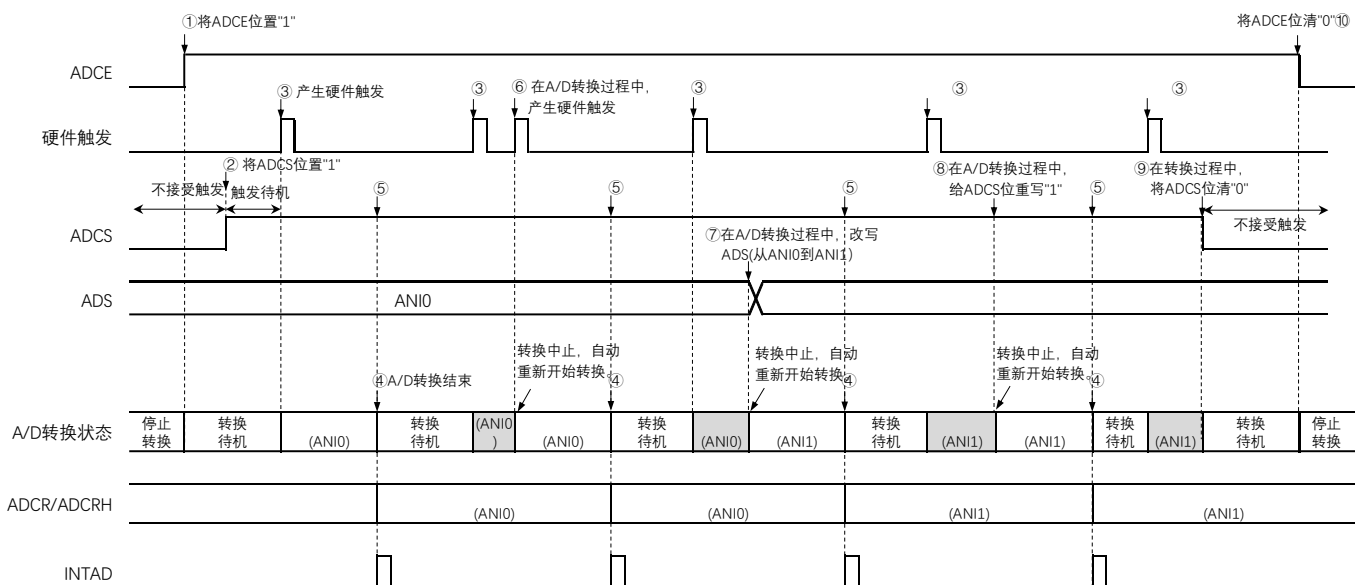 ①将ADCE位置"1"
将ADCE位清"0"⑩
ADCE
③ 产生硬件触发
③
⑥ 在A/D转换过程中，
产生硬件触发
③
③
③
硬件触发
② 将ADCS位置"1"
不接受触发
触发待机
⑤
⑤
⑤
⑧在A/D转换过程中，
给ADCS位重写"1"
⑤
⑨在转换过程中，
将ADCS位清"0"
不接受触发
ADCS
⑦在A/D转换过程中，改写
ADS(从ANI0到ANI1)
ADS
ANI0
④A/D转换结束
转换中止，自动
重新开始转换。
④
转换中止，自动
重新开始转换。
④
转换中止，自动
重新开始转换。
④
A/D转换状态
停止
转换
转换
待机
(ANI0)
转换
待机
(ANI0
)
(ANI0)
转换
待机
(ANI0)
(ANI1)
转换
待机
(ANI1)
(ANI1)
转换
待机
(ANI1)
转换
待机
停止
转换
ADCR/ADCRH
(ANI0)
(ANI0)
(ANI1)
(ANI1)
INTAD